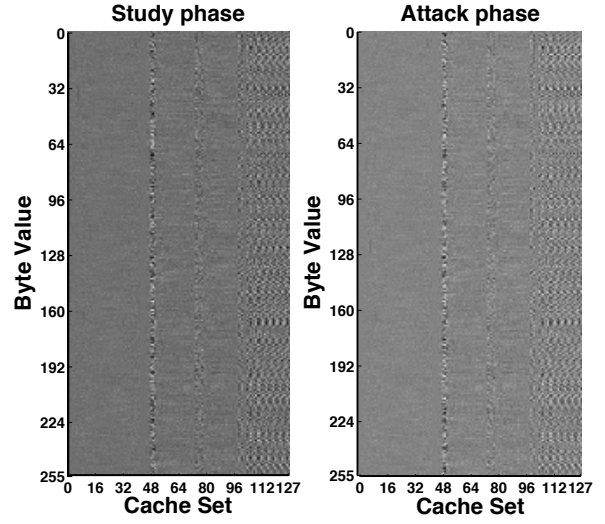 Study phase
Attack phase
Byte Value
0
32
64
96
128
160
192
224
255
0 16 32 48 64 80 96 112127
Cache Set
Byte Value
0
32
64
96
128
160
192
224
255
0 16 32 48 64 80 96 112127
Cache Set